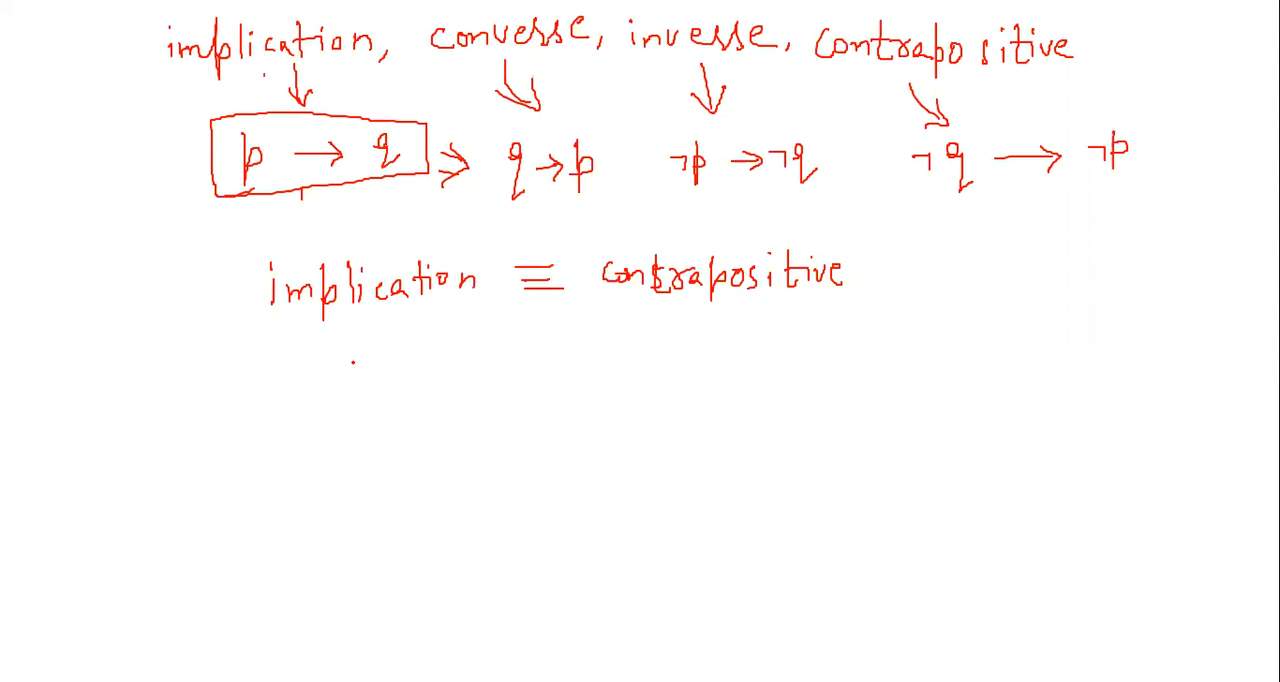 implication, converse, inverse, contrapositive
p → q q → p ¬p → ¬q ¬q → ¬p
implication ≡ contrapositive